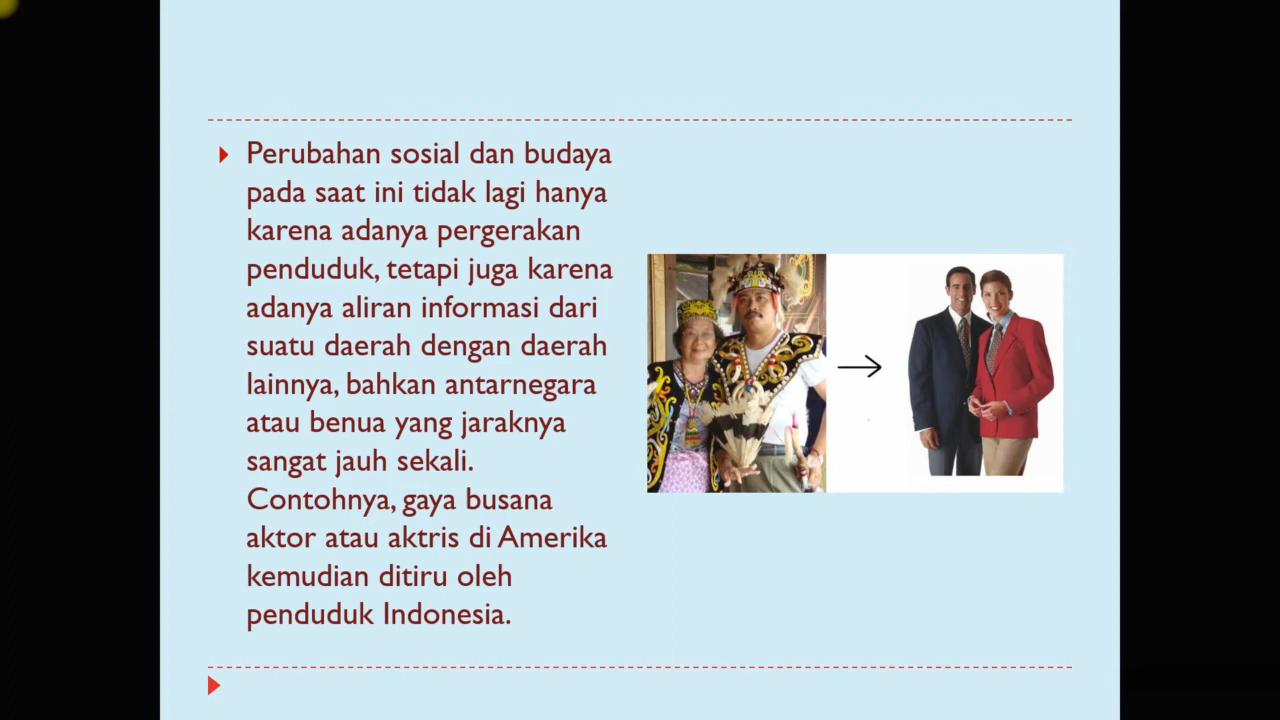 Perubahan sosial dan budaya
pada saat ini tidak lagi hanya
karena adanya pergerakan
penduduk, tetapi juga karena
adanya aliran informasi dari
suatu daerah dengan daerah
lainnya, bahkan antarnegara
atau benua yang jaraknya
sangat jauh sekali.
Contohnya, gaya busana
aktor atau aktris di Amerika
kemudian ditiru oleh
penduduk Indonesia.